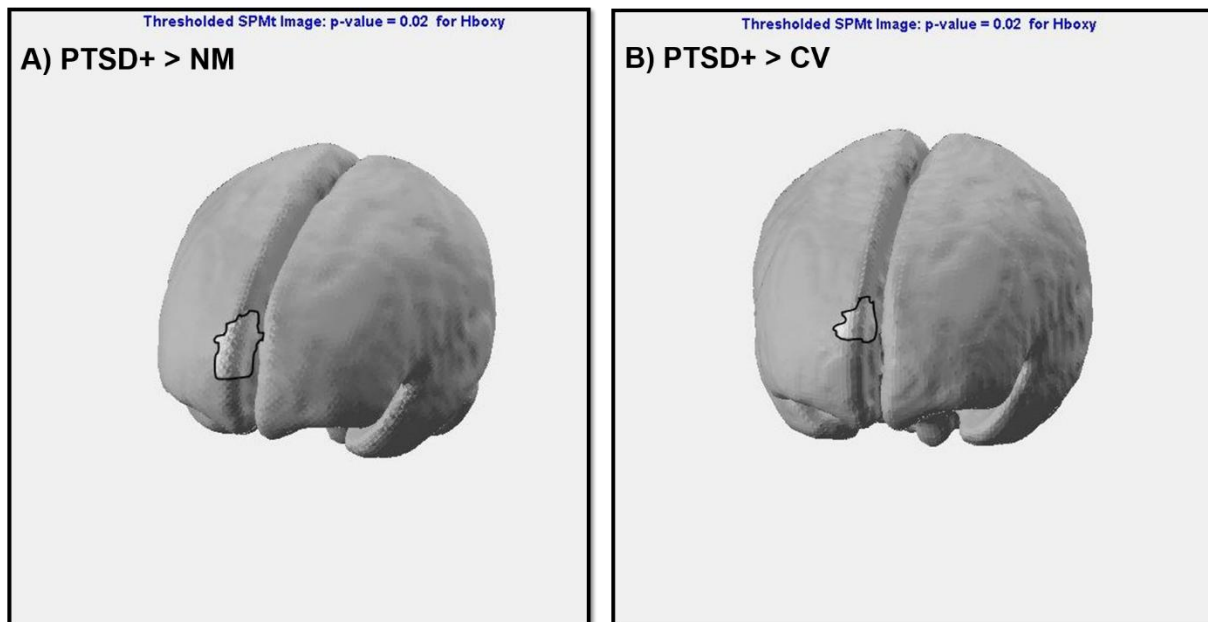 Thresholded SPMt Image: p-value = 0.02 for Hboxy
A) PTSD+ > NM
Thresholded SPMt Image: p-value = 0.02 for Hboxy
B) PTSD+ > CV